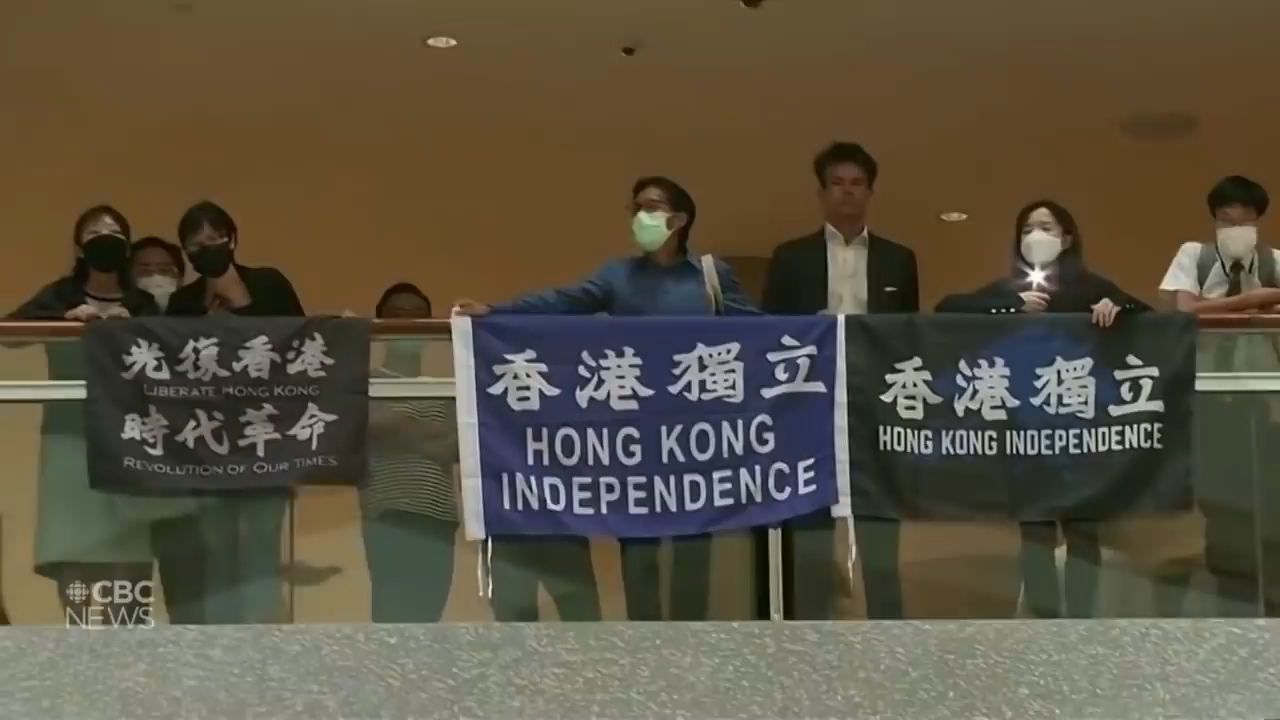 光復香港
LIBERATE HONG KONG
時代革命
REVOLUTION OF OUR TIMES
香港獨立
HONG KONG
INDEPENDENCE
香港獨立
HONG KONG INDEPENDENCE
CBC
NEWS